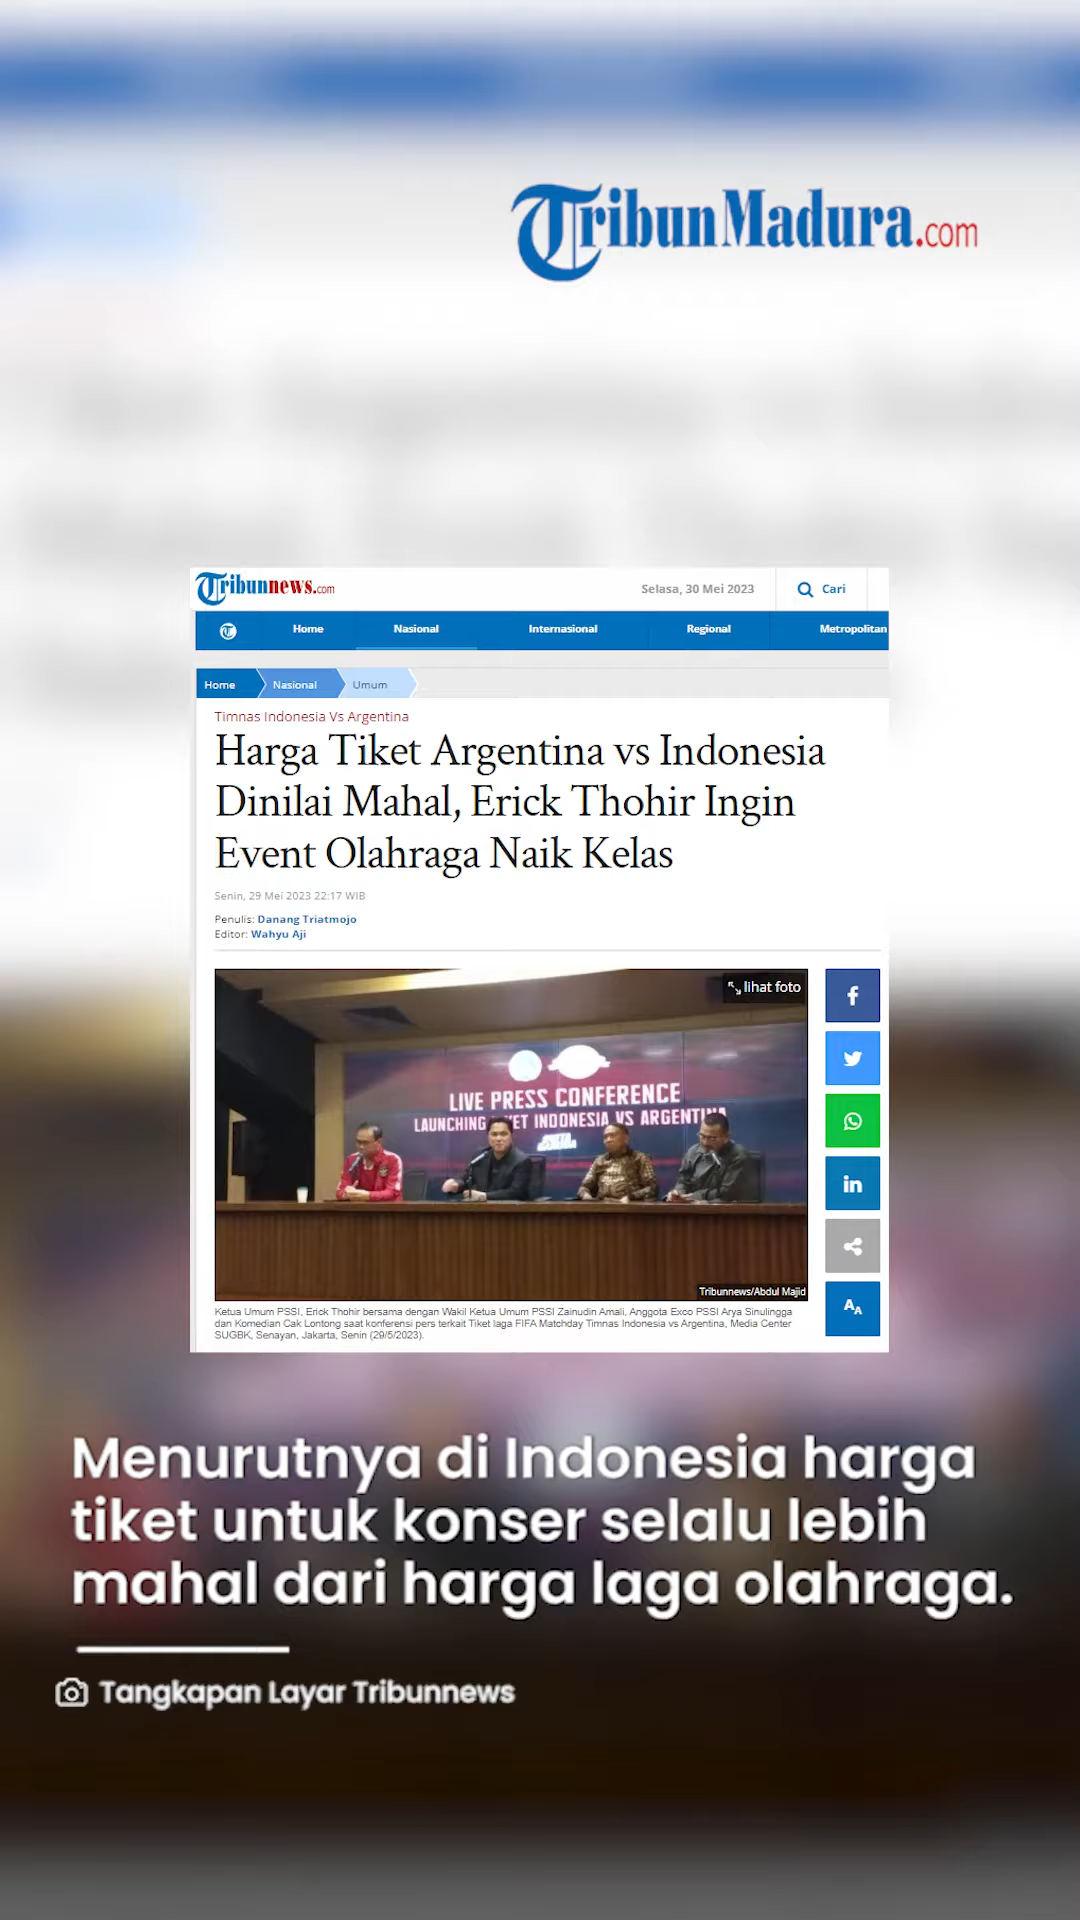 TribunMadura.com
Tribunnews.com
Selasa, 30 Mei 2023
Cari
Home
Nasional
Internasional
Regional
Metropolitan
Home
Nasional
Umum
Timnas Indonesia Vs Argentina
Harga Tiket Argentina vs Indonesia
Dinilai Mahal, Erick Thohir Ingin
Event Olahraga Naik Kelas
Senin, 29 Mei 2023 22:17 WIB
Penulis: Danang Triatmojo
Editor: Wahyu Aji
lihat foto
LIVE PRESS CONFERENCE
LAUNCHING INDONESIA VS ARGENTINA
Tribunnews/Abdul Majid
Ketua Umum PSSI, Erick Thohir bersama dengan Wakil Ketua Umum PSSI Zainudin Amali, Anggota Exco PSSI Arya Sinulingga
dan Komedian Cak Lontong saat konferensi pers terkait Tiket laga FIFA Matchday Timnas Indonesia vs Argentina, Media Center
SUGBK, Senayan, Jakarta, Senin (29/5/2023).
Menurutnya di Indonesia harga
tiket untuk konser selalu lebih
mahal dari harga laga olahraga.
Tangkapan Layar Tribunnews